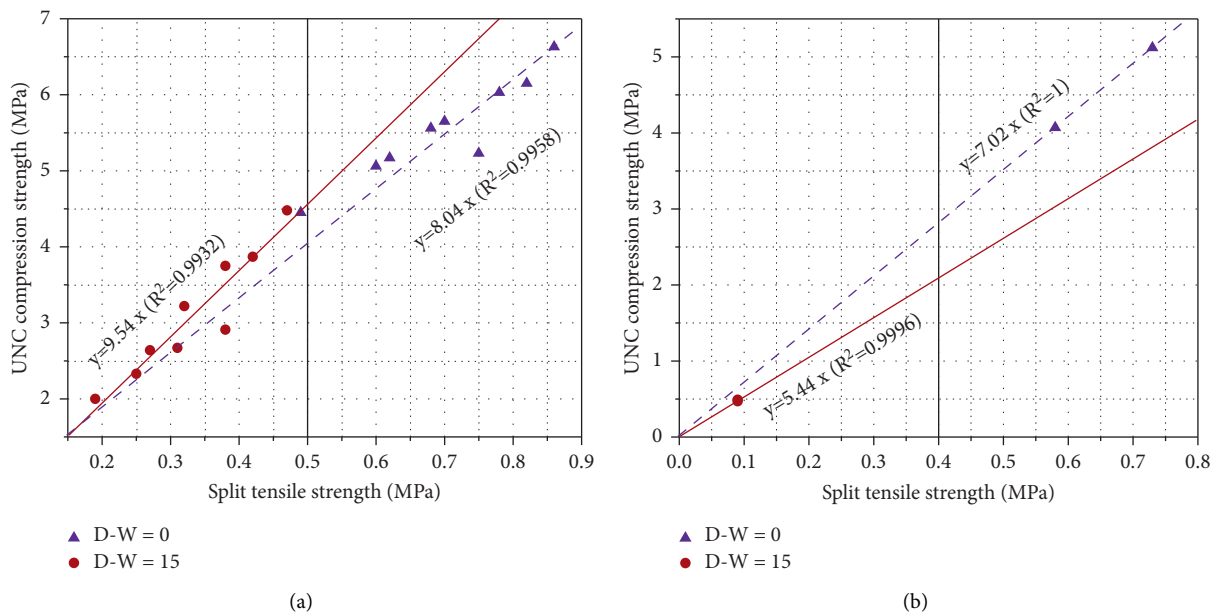 7
6
5
4
3
2
UNC compression strength (MPa)
y=9.54 x (R²=0.9932)
y=8.04 x (R²=0.9958)
0.2 0.3 0.4 0.5 0.6 0.7 0.8 0.9
Split tensile strength (MPa)
D-W = 0
D-W = 15
(a)
5
4
3
2
1
0
UNC compression strength (MPa)
y=7.02 x (R²=1)
y=5.44 x (R²=0.9996)
0.0 0.1 0.2 0.3 0.4 0.5 0.6 0.7 0.8
Split tensile strength (MPa)
D-W = 0
D-W = 15
(b)